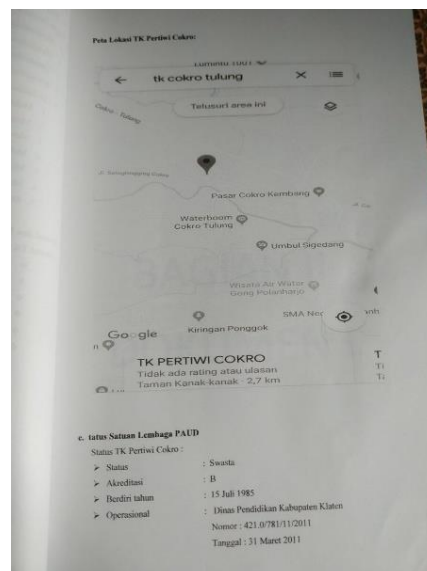 Peta Lokasi TK Pertiwi Cokro:
tk cokro tulung
Cokro - Tulung
Telusuri area ini
Pasar Cokro Kembang
Waterboom
Cokro Tulung
Umbul Sigedang
Wisata Air Water
Gong Polanharjo
SMA Neg
Kiringan Ponggok
Google
TK PERTIWI COKRO
Tidak ada rating atau ulasan
Taman Kanak-kanak · 2,7 km
c. tatus Satuan Lembaga PAUD
Status TK Pertiwi Cokro :
➢ Status : Swasta
➢ Akreditasi : B
➢ Berdiri tahun : 15 Juli 1985
➢ Operasional : Dinas Pendidikan Kabupaten Klaten
Nomor : 421.0/781/11/2011
Tanggal : 31 Maret 2011